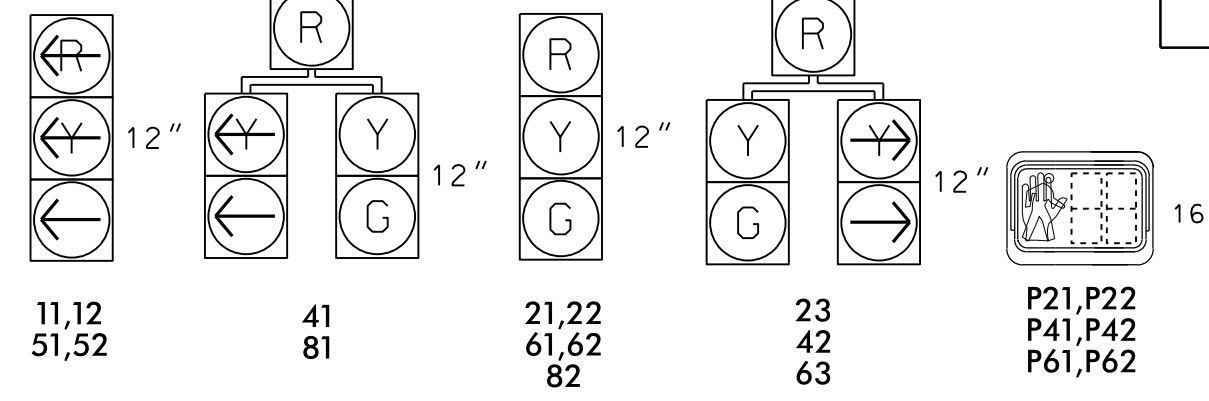 R
Y
12"
11,12
51,52
R
Y Y
G
12"
41
81
R
Y
G
12"
21,22
61,62
82
R
Y Y
G
12"
23
42
63
16
P21,P22
P41,P42
P61,P62